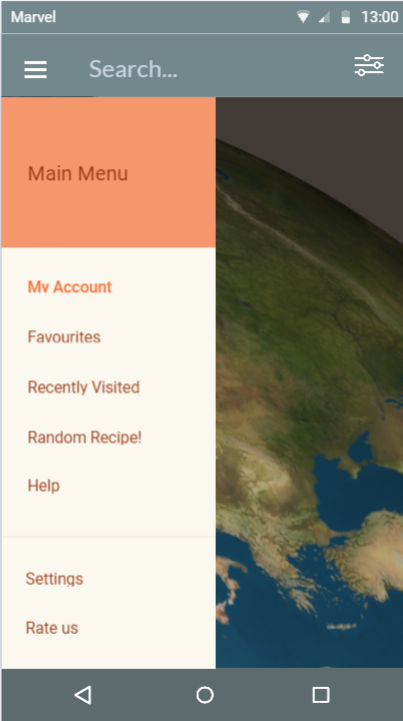 Marvel 13:00
Search...
Main Menu
My Account
Favourites
Recently Visited
Random Recipe!
Help
Settings
Rate us